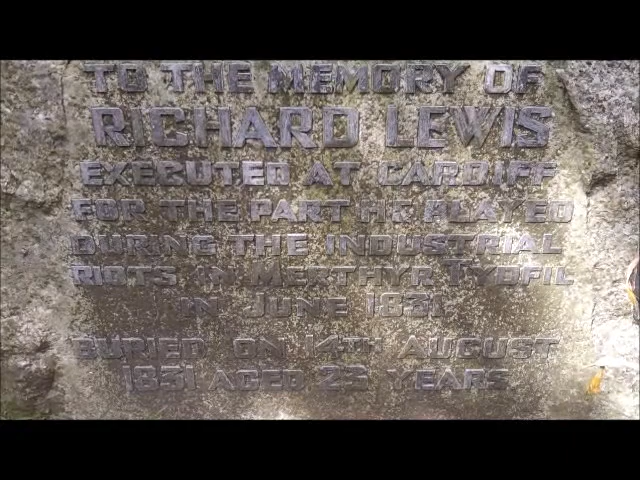 TO THE MEMORY OF
RICHARD LEWIS
EXECUTED AT CARDIFF
FOR THE PART HE PLAYED
DURING THE INDUSTRIAL
RIOTS IN MERTHYR TYDFIL
IN JUNE 1831
BURIED ON 14TH AUGUST
1831 AGED 23 YEARS